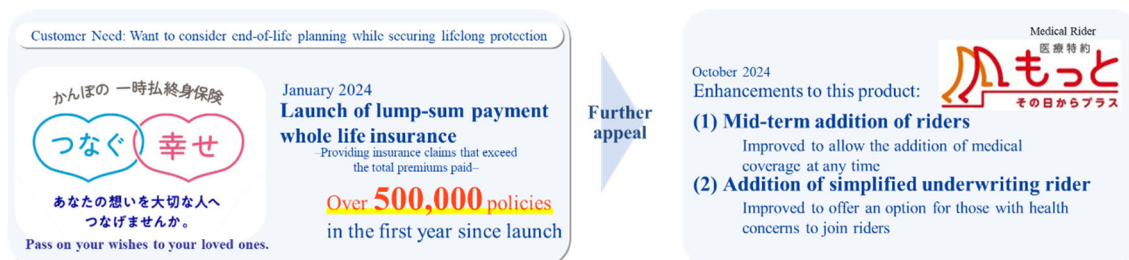 Customer Need: Want to consider end-of-life planning while securing lifelong protection
かんぽの 一時払終身保険
つなぐ 幸せ
あなたの想いを大切な人へ
つなげませんか。
Pass on your wishes to your loved ones.
January 2024
Launch of lump-sum payment
whole life insurance
–Providing insurance claims that exceed
the total premiums paid–
Over 500,000 policies
in the first year since launch
Further
appeal
Medical Rider
医療特約
もっと
その日からプラス
October 2024
Enhancements to this product:
(1) Mid-term addition of riders
Improved to allow the addition of medical
coverage at any time
(2) Addition of simplified underwriting rider
Improved to offer an option for those with health
concerns to join riders